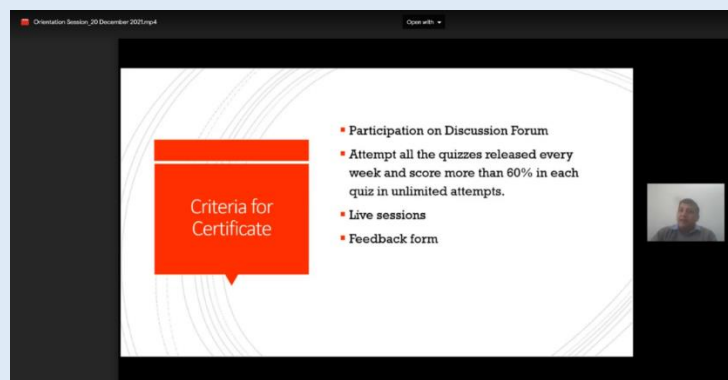 Orientation Session_20 December 2021.mp4
Open with
Criteria for
Certificate
▪ Participation on Discussion Forum
▪ Attempt all the quizzes released every
week and score more than 60% in each
quiz in unlimited attempts.
▪ Live sessions
▪ Feedback form